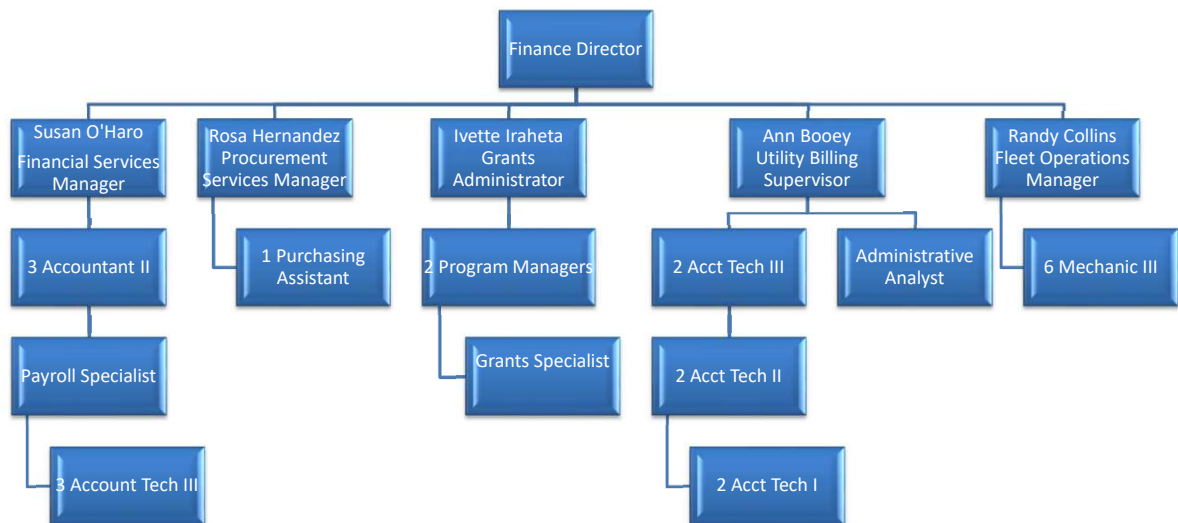 Finance Director
Susan O'Haro
Financial Services
Manager
Rosa Hernandez
Procurement
Services Manager
Ivette Iraheta
Grants
Administrator
Ann Booey
Utility Billing
Supervisor
Randy Collins
Fleet Operations
Manager
3 Accountant II
1 Purchasing
Assistant
2 Program Managers
2 Acct Tech III
Administrative
Analyst
6 Mechanic III
Payroll Specialist
Grants Specialist
2 Acct Tech II
3 Account Tech III
2 Acct Tech I